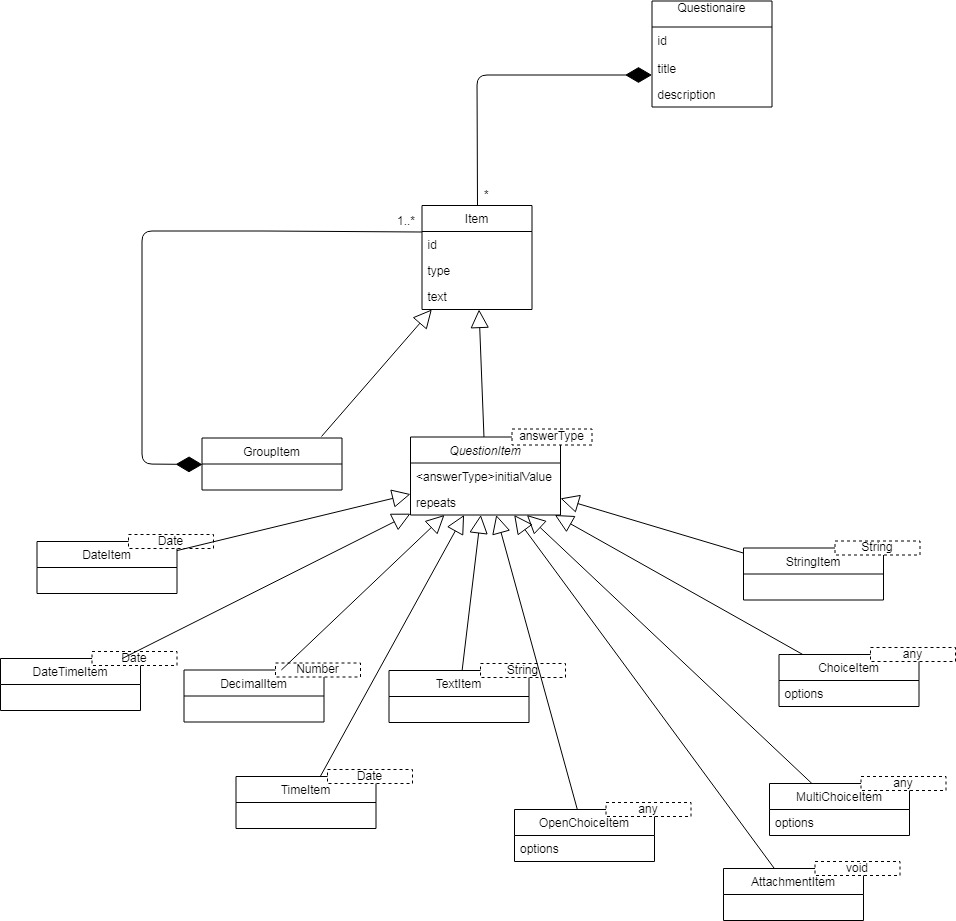 Questionaire
id
title
description
*
1..*
Item
id
type
text
GroupItem
answerType
QuestionItem
<answerType>initialValue
repeats
Date
DateItem
String
StringItem
Date
DateTimeItem
Number
DecimalItem
String
TextItem
any
ChoiceItem
options
Date
TimeItem
any
OpenChoiceItem
options
any
MultiChoiceItem
options
void
AttachmentItem